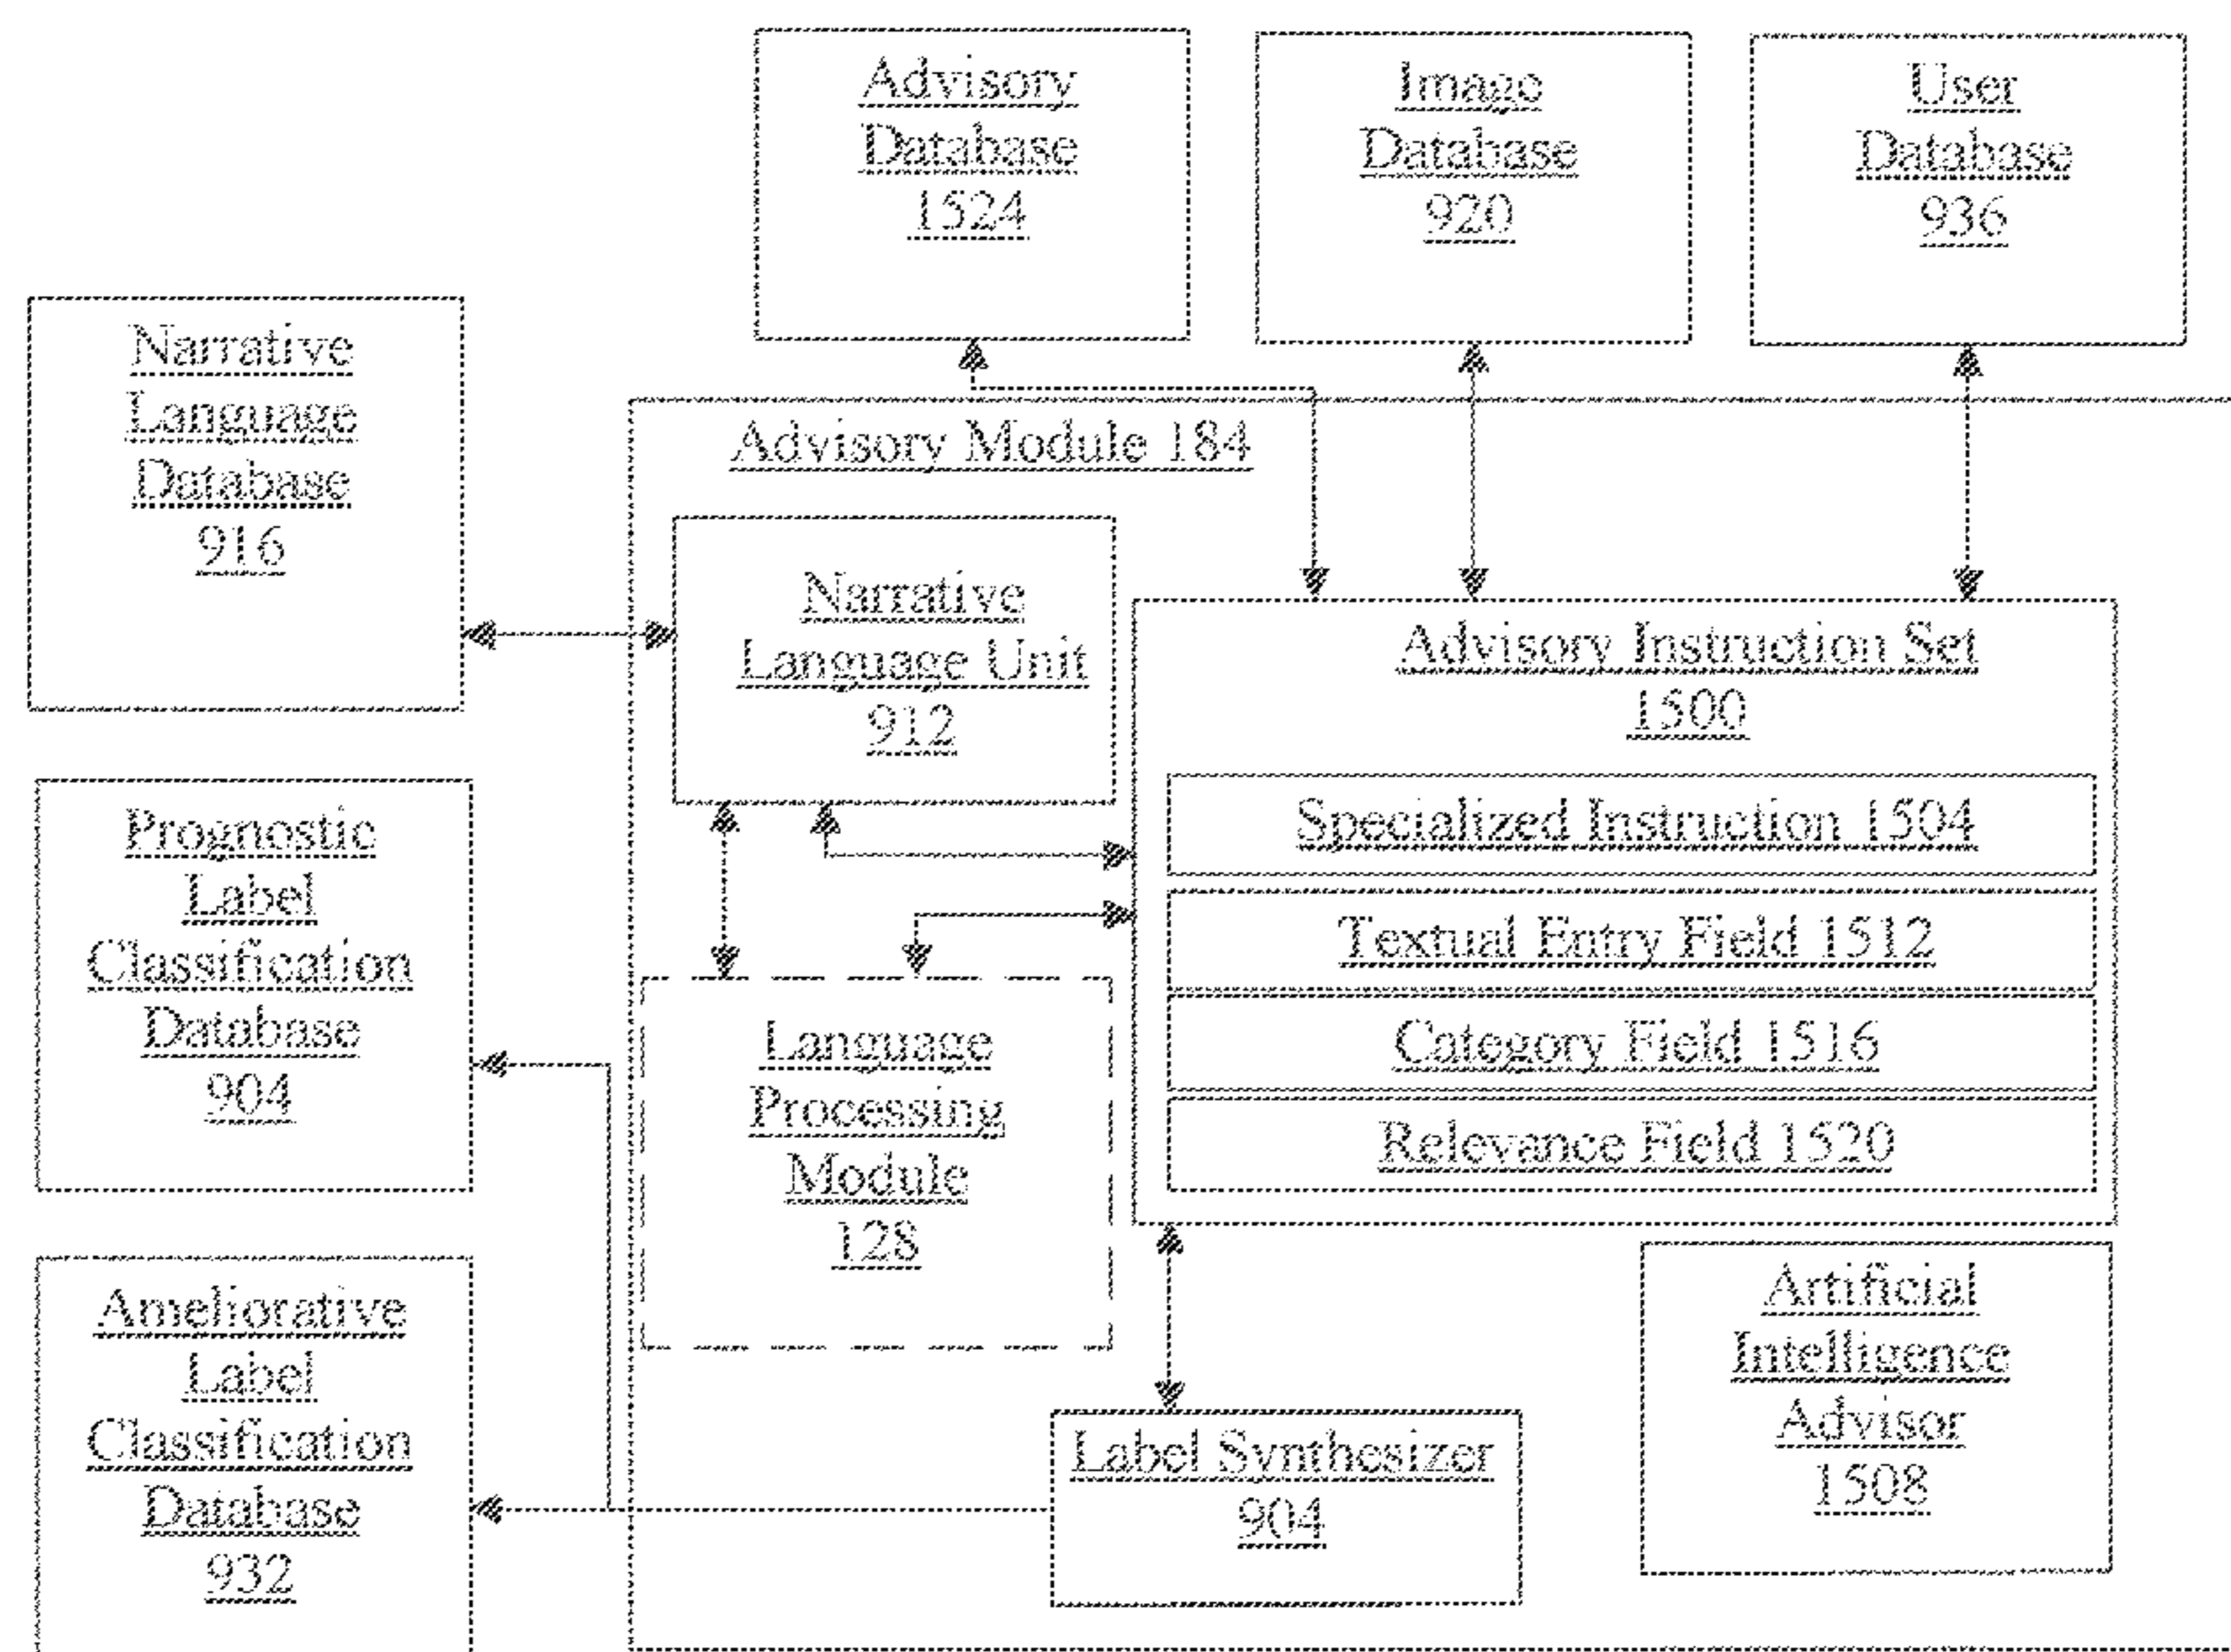 Advisory
Database
1524
Image
Database
920
User
Database
936
Narrative
Language
Database
916
Advisory Module 184
Narrative
Language Unit
912
Advisory Instruction Set
1500
Specialized Instruction 1504
Textual Entry Field 1512
Category Field 1516
Relevance Field 1520
Prognostic
Label
Classification
Database
904
Language
Processing
Module
128
Ameliorative
Label
Classification
Database
932
Label Synthesizer
904
Artificial
Intelligence
Advisor
1508